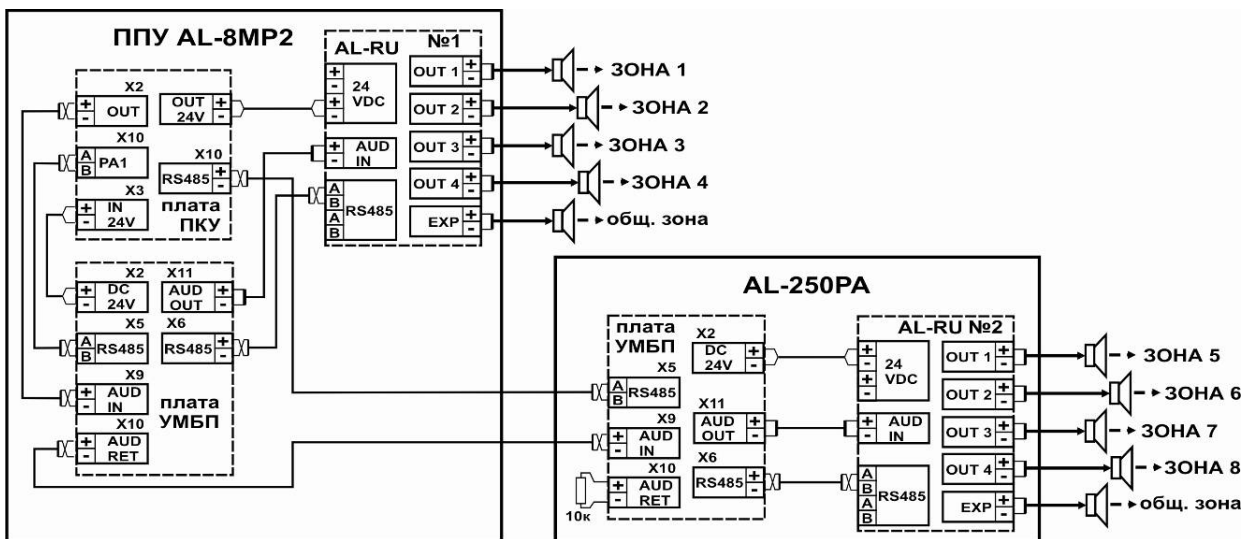 ППУ AL-8MP2
X2
+ - OUT
OUT 24V + -
X10
A B PA1
X10
RS485 + -
X3
+ - IN 24V
плата ПКУ
X2
+ - DC 24V
X11
AUD OUT + -
X5
A B RS485
X6
RS485 + -
X9
+ - AUD IN
плата УМБП
X10
+ - AUD RET
AL-RU №1
+ - + - 24 VDC
+ - AUD IN
A B A B RS485
OUT 1 + -
OUT 2 + -
OUT 3 + -
OUT 4 + -
EXP + -
ЗОНА 1
ЗОНА 2
ЗОНА 3
ЗОНА 4
общ. зона
AL-250PA
плата УМБП
X2
DC 24V + -
X5
A B RS485
X9
+ - AUD IN
X11
AUD OUT + -
X10
+ - AUD RET
X6
RS485 + -
10к
AL-RU №2
+ - + - 24 VDC
+ - AUD IN
A B A B RS485
OUT 1 + -
OUT 2 + -
OUT 3 + -
OUT 4 + -
EXP + -
ЗОНА 5
ЗОНА 6
ЗОНА 7
ЗОНА 8
общ. зона